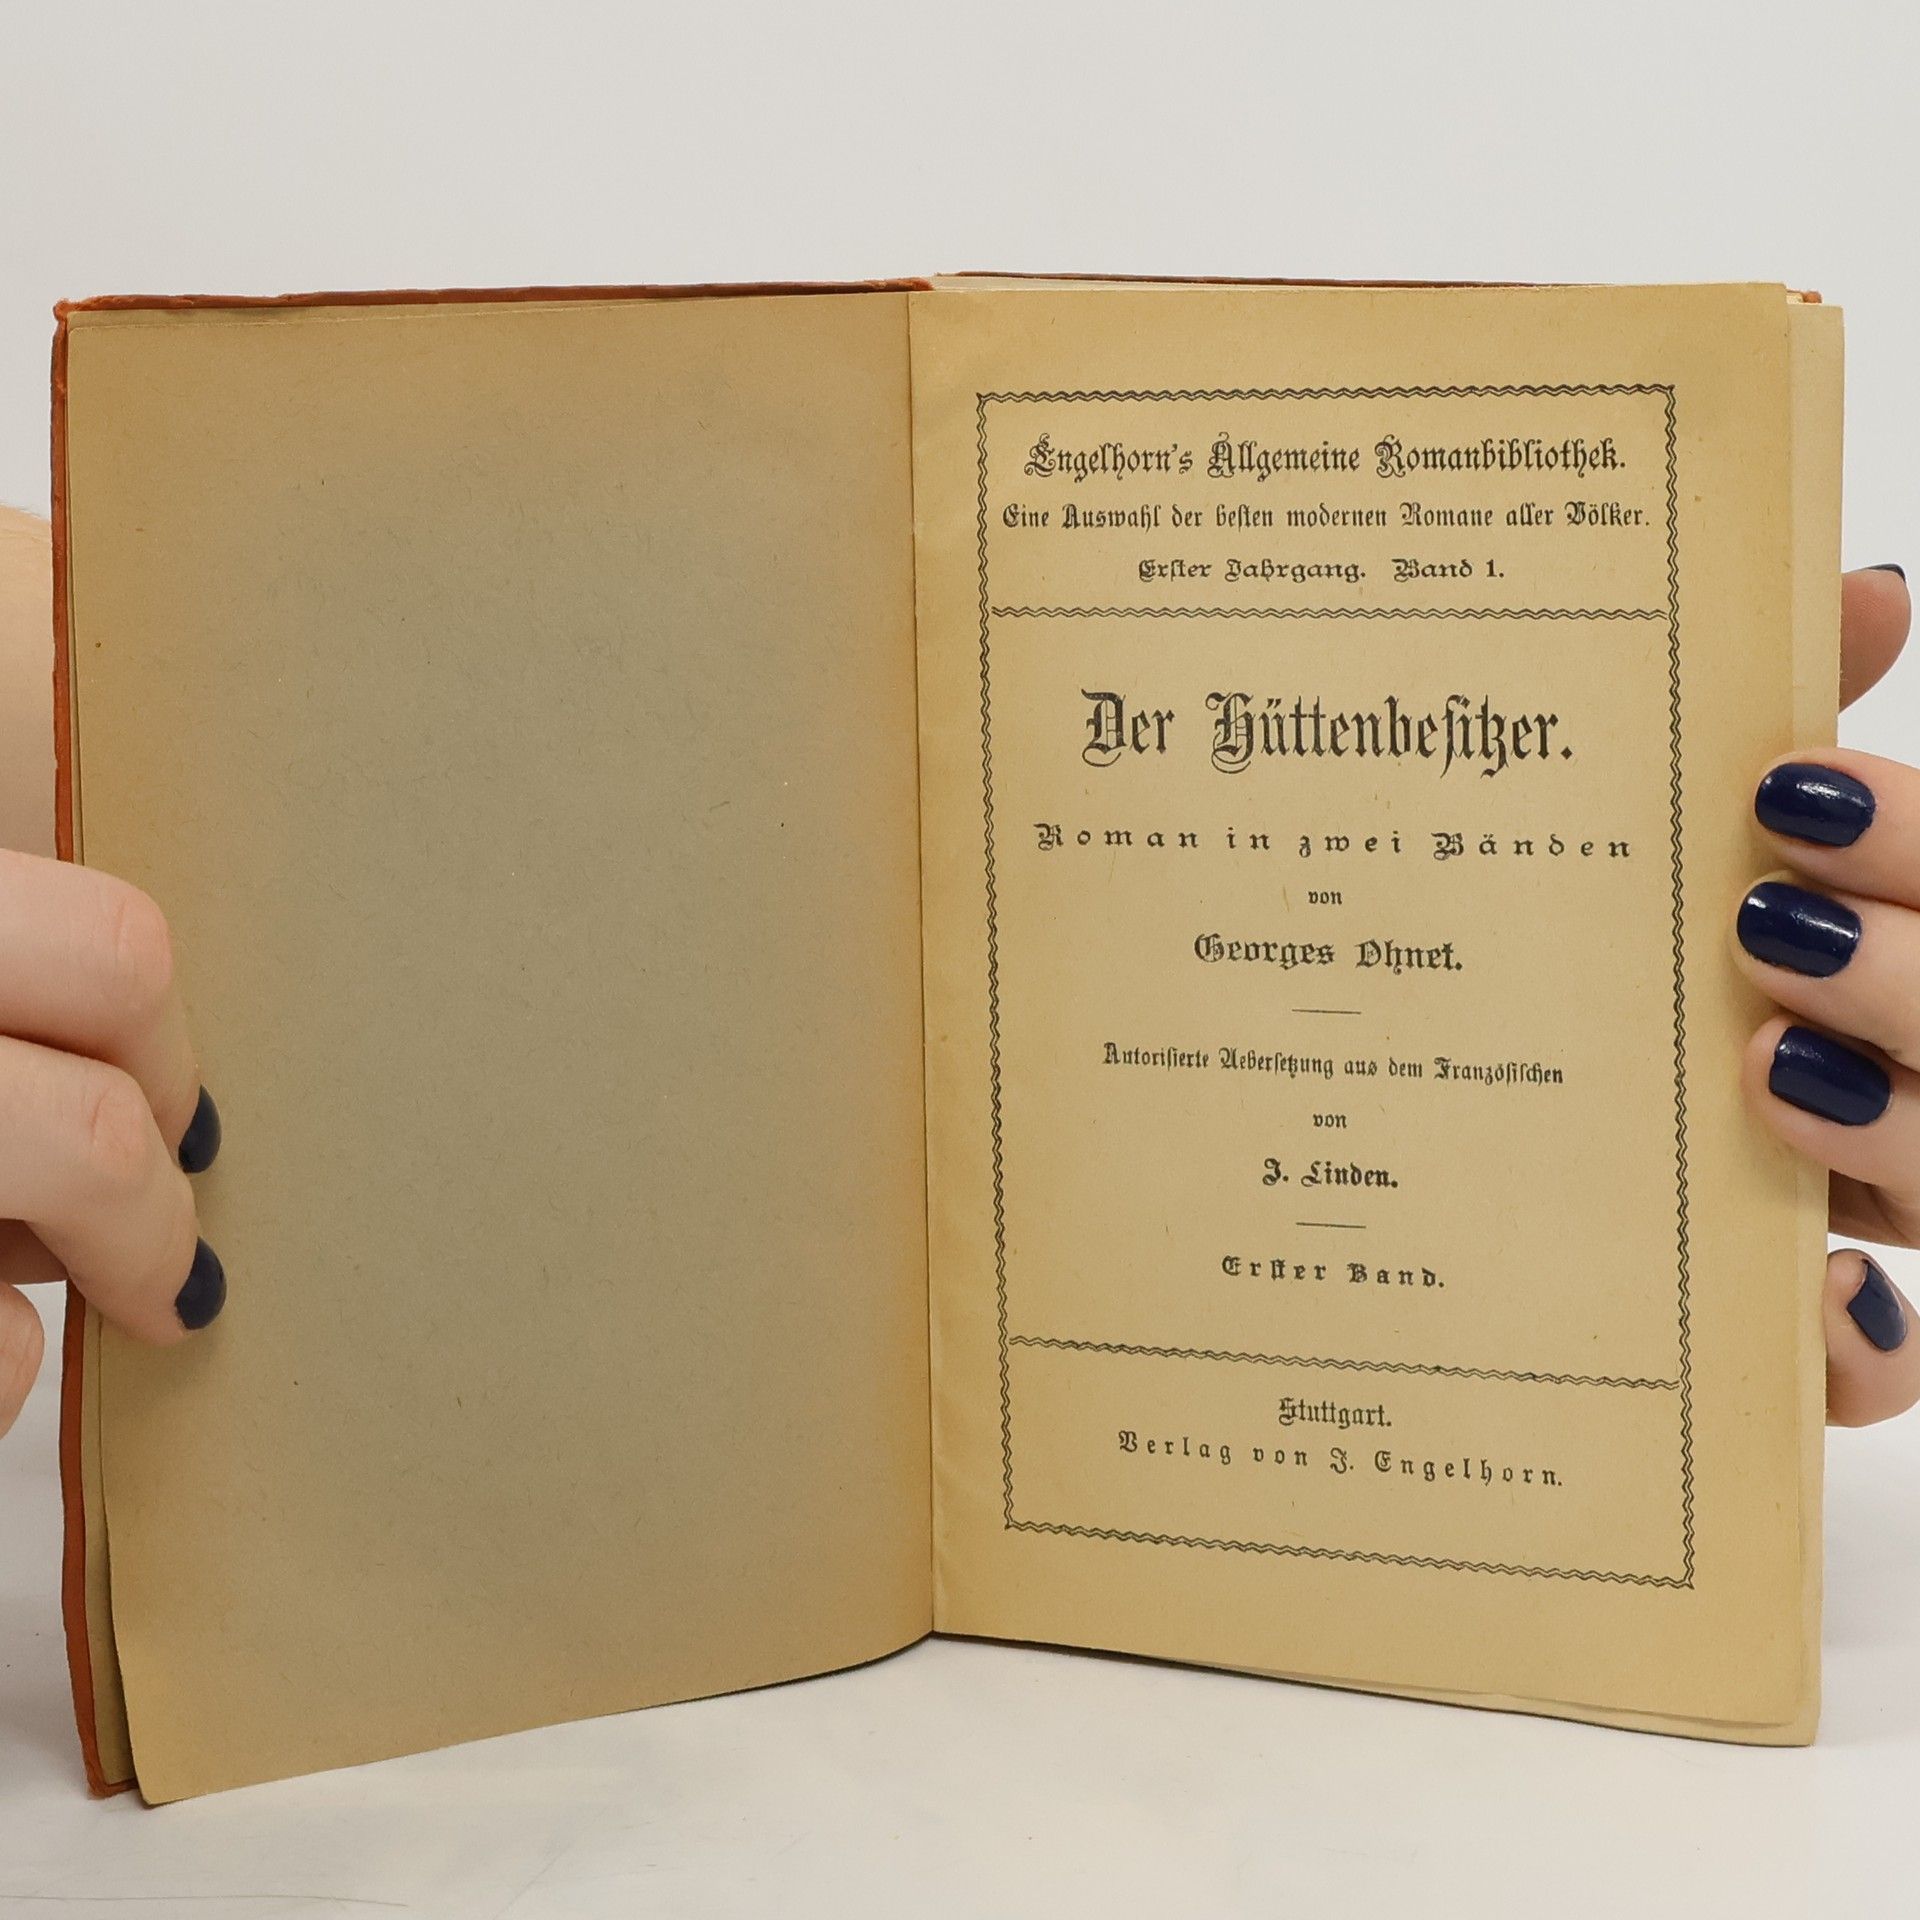 Engelhorn's Allgemeine Romanbibliothek.
Eine Auswahl der besten modernen Romane aller Völker.
Erster Jahrgang. Band 1.
Der Hüttenbesitzer.
Roman in zwei Bänden
von
Georges Ohnet.
Autorisierte Uebersetzung aus dem Französischen
von
J. Linden.
Erster Band.
Stuttgart.
Verlag von J. Engelhorn.